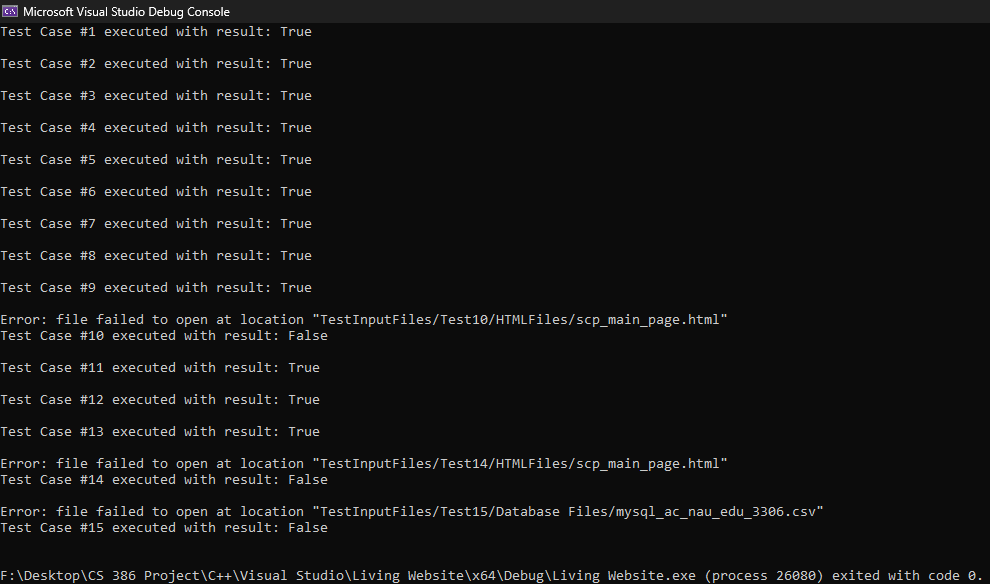 Microsoft Visual Studio Debug Console
Test Case #1 executed with result: True
Test Case #2 executed with result: True
Test Case #3 executed with result: True
Test Case #4 executed with result: True
Test Case #5 executed with result: True
Test Case #6 executed with result: True
Test Case #7 executed with result: True
Test Case #8 executed with result: True
Test Case #9 executed with result: True
Error: file failed to open at location "TestInputFiles/Test10/HTMLFiles/scp_main_page.html"
Test Case #10 executed with result: False
Test Case #11 executed with result: True
Test Case #12 executed with result: True
Test Case #13 executed with result: True
Error: file failed to open at location "TestInputFiles/Test14/HTMLFiles/scp_main_page.html"
Test Case #14 executed with result: False
Error: file failed to open at location "TestInputFiles/Test15/Database Files/mysql_ac_nau_edu_3306.csv"
Test Case #15 executed with result: False
F:\Desktop\CS 386 Project\C++\Visual Studio\Living Website\x64\Debug\Living Website.exe (process 26080) exited with code 0.